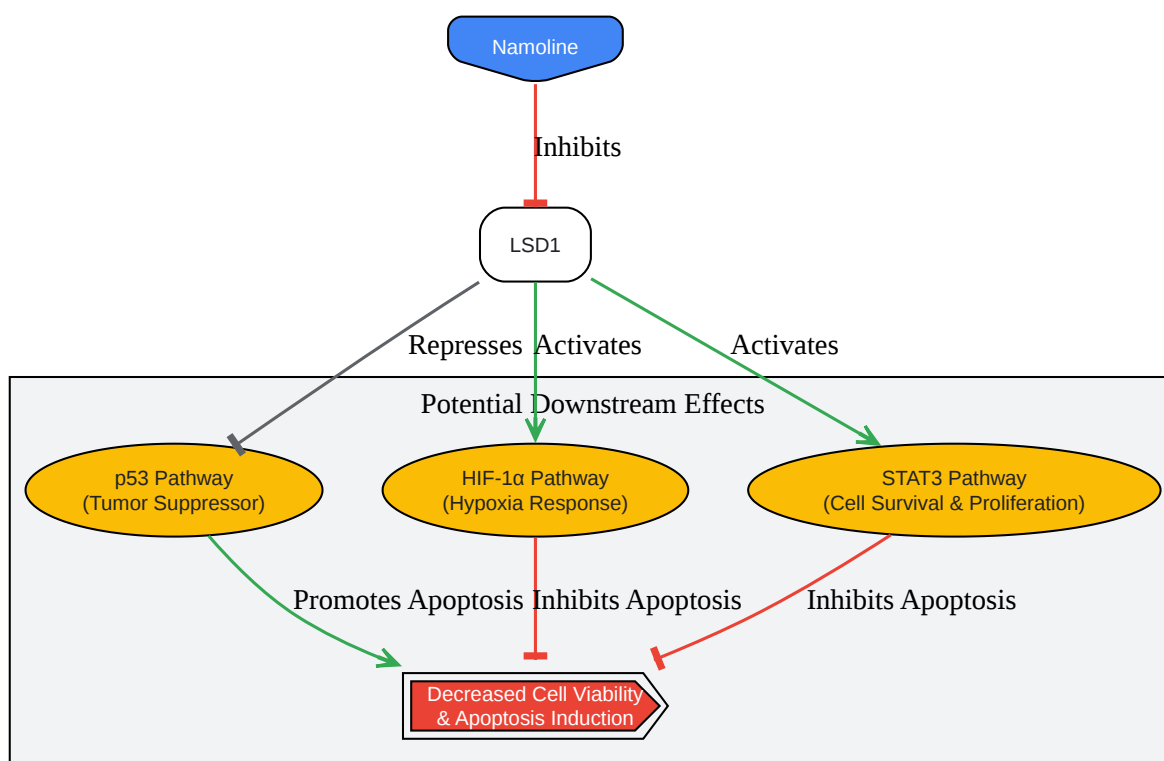 Namoline
Inhibits
LSD1
Represses
Activates
Activates
Potential Downstream Effects
p53 Pathway
(Tumor Suppressor)
HIF-1α Pathway
(Hypoxia Response)
STAT3 Pathway
(Cell Survival & Proliferation)
Promotes Apoptosis
Inhibits Apoptosis
Inhibits Apoptosis
Decreased Cell Viability
& Apoptosis Induction